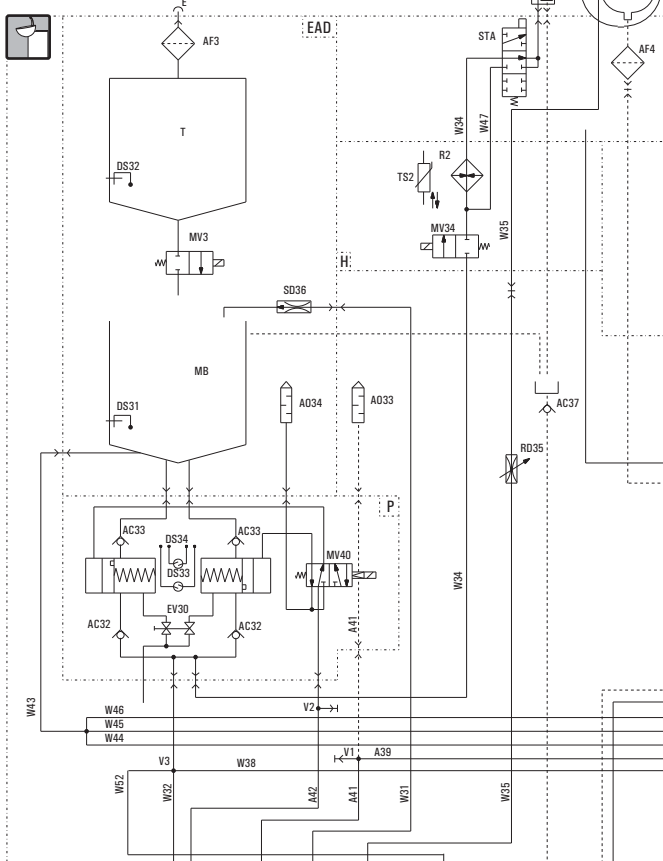 E
AF3
EAD
STA
AF4
T
W34
W47
DS32
R2
TS2
MV3
MV34
W35
H
SD36
MB
DS31
AO34
AO33
AC37
RD35
P
AC33
DS34
AC33
DS33
MV40
W34
EV30
AC32
AC32
A41
W43
W46
V2
W45
W44
V1
A39
V3
W38
W52
W32
A42
A41
W31
W35